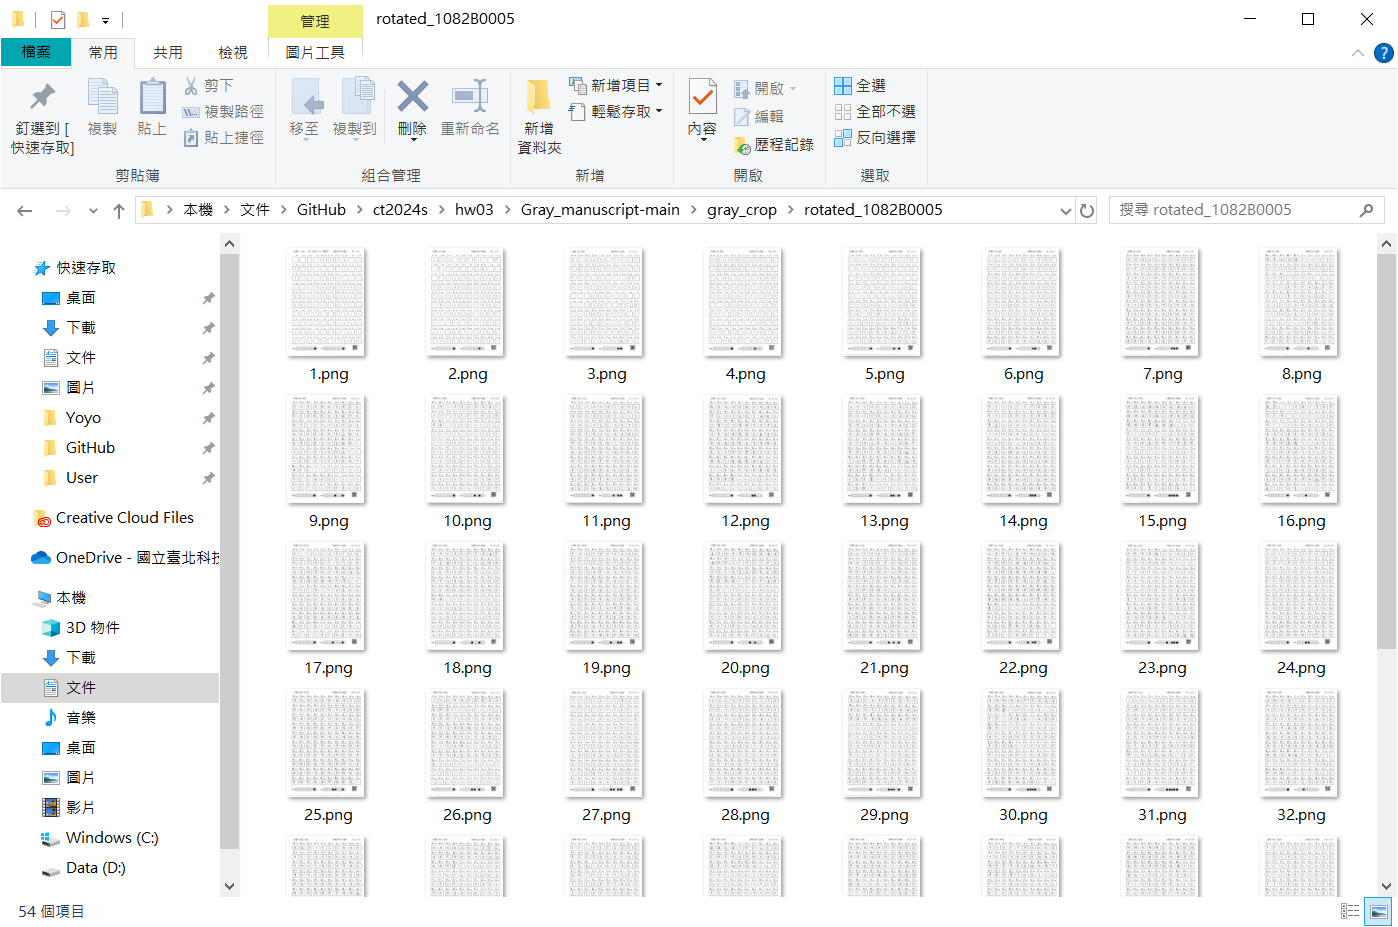 管理
rotated_1082B0005
檔案
常用
共用
檢視
圖片工具
釘選到 [
快速存取]
複製
貼上
剪下
複製路徑
貼上捷徑
剪貼簿
移至
複製到
刪除
重新命名
組合管理
新增
資料夾
新增項目
輕鬆存取
新增
內容
開啟
編輯
歷程記錄
開啟
全選
全部不選
反向選擇
選取
本機 > 文件 > GitHub > ct2024s > hw03 > Gray_manuscript-main > gray_crop > rotated_1082B0005
搜尋 rotated_1082B0005
快速存取
桌面
下載
文件
圖片
Yoyo
GitHub
User
Creative Cloud Files
OneDrive - 國立臺北科技
本機
3D 物件
下載
文件
音樂
桌面
圖片
影片
Windows (C:)
Data (D:)
1.png 2.png 3.png 4.png 5.png 6.png 7.png 8.png
9.png 10.png 11.png 12.png 13.png 14.png 15.png 16.png
17.png 18.png 19.png 20.png 21.png 22.png 23.png 24.png
25.png 26.png 27.png 28.png 29.png 30.png 31.png 32.png
54 個項目